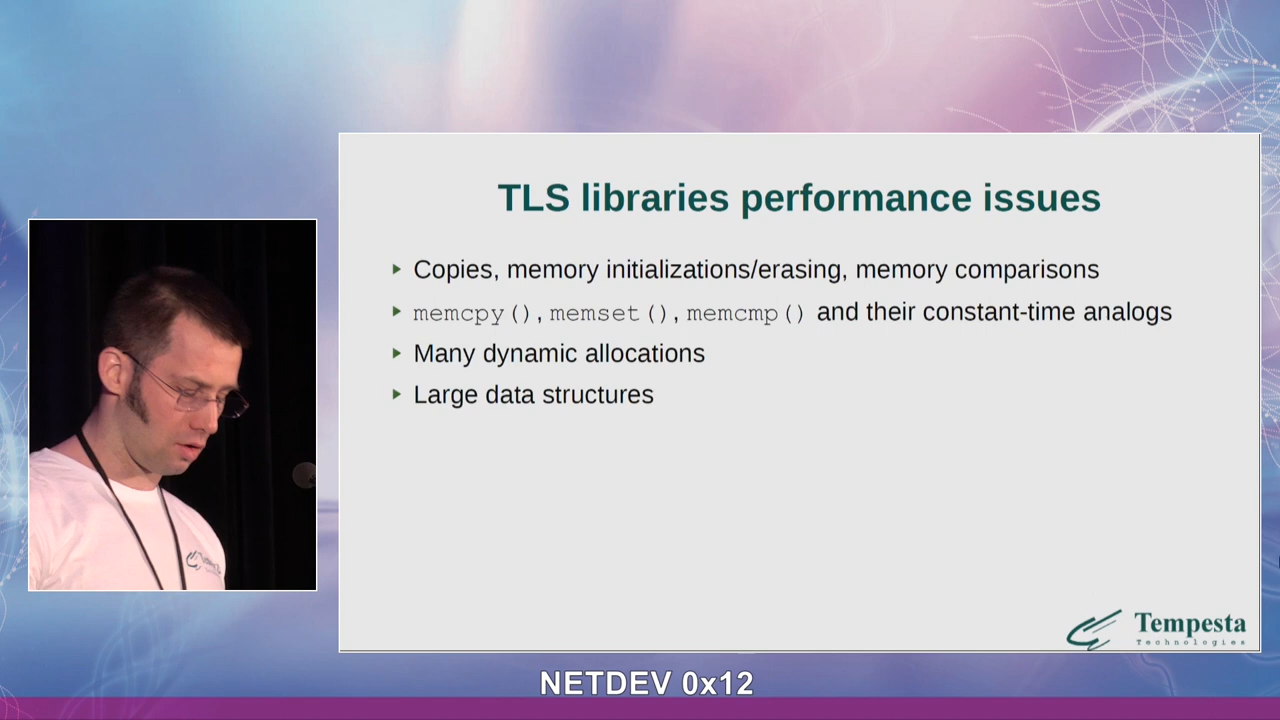 TLS libraries performance issues
Copies, memory initializations/erasing, memory comparisons
memcpy(), memset(), memcmp() and their constant-time analogs
Many dynamic allocations
Large data structures
Tempesta
Technologies
NETDEV 0x12